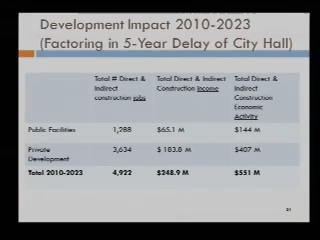 Development Impact 2010-2023
(Factoring in 5-Year Delay of City Hall)
Total # Direct & Indirect construction jobs
Total Direct & Indirect Construction Income
Total Direct & Indirect Construction Economic Activity
Public Facilities 1,288 $65.1 M $144 M
Private Development 3,634 $ 183.8 M $407 M
Total 2010-2023 4,922 $248.9 M $551 M